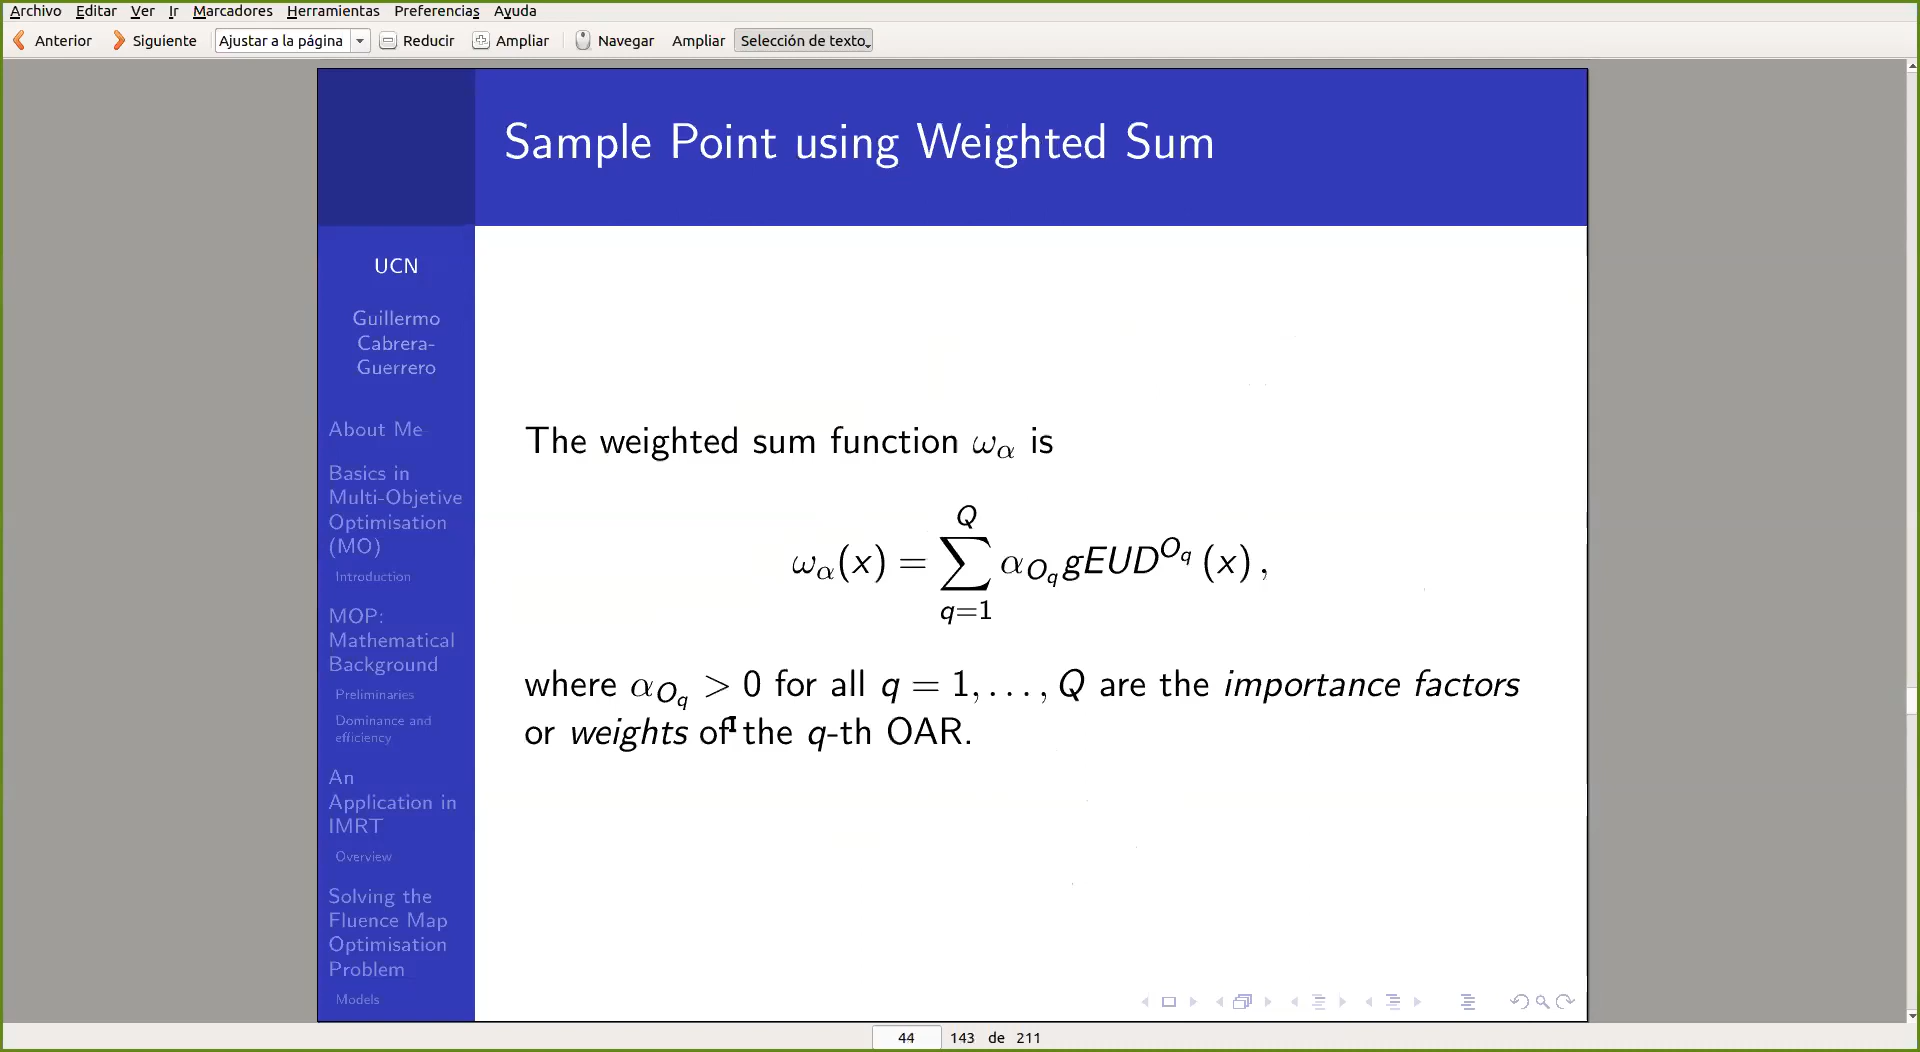 Archivo Editar Ver Ir Marcadores Herramientas Preferencias Ayuda
Anterior Siguiente Ajustar a la página Reducir Ampliar Navegar Ampliar Selección de texto
Sample Point using Weighted Sum
UCN
Guillermo
Cabrera-
Guerrero
About Me
Basics in
Multi-Objetive
Optimisation
(MO)
Introduction
MOP:
Mathematical
Background
Preliminaries
Dominance and
efficiency
An
Application in
IMRT
Overview
Solving the
Fluence Map
Optimisation
Problem
Models
The weighted sum function ω_α is
ω_α(x) = ∑_{q=1}^{Q} α_{O_q} gEUD^{O_q} (x) ,
where α_{O_q} > 0 for all q = 1, . . . , Q are the importance factors
or weights of the q-th OAR.
44 143 de 211